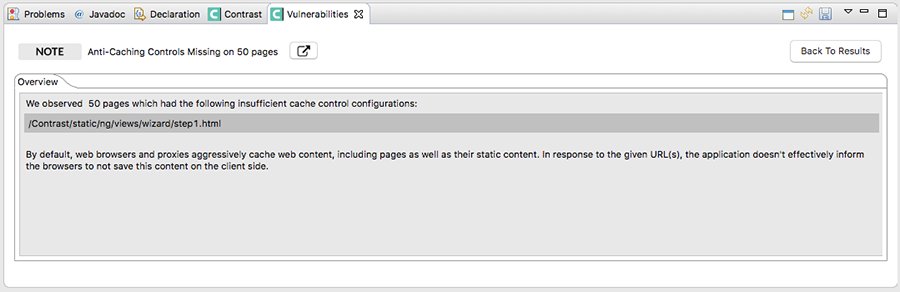 Problems @ Javadoc Declaration Contrast Vulnerabilities
NOTE Anti-Caching Controls Missing on 50 pages Back To Results
Overview
We observed 50 pages which had the following insufficient cache control configurations:
/Contrast/static/ng/views/wizard/step1.html
By default, web browsers and proxies aggressively cache web content, including pages as well as their static content. In response to the given URL(s), the application doesn't effectively inform
the browsers to not save this content on the client side.